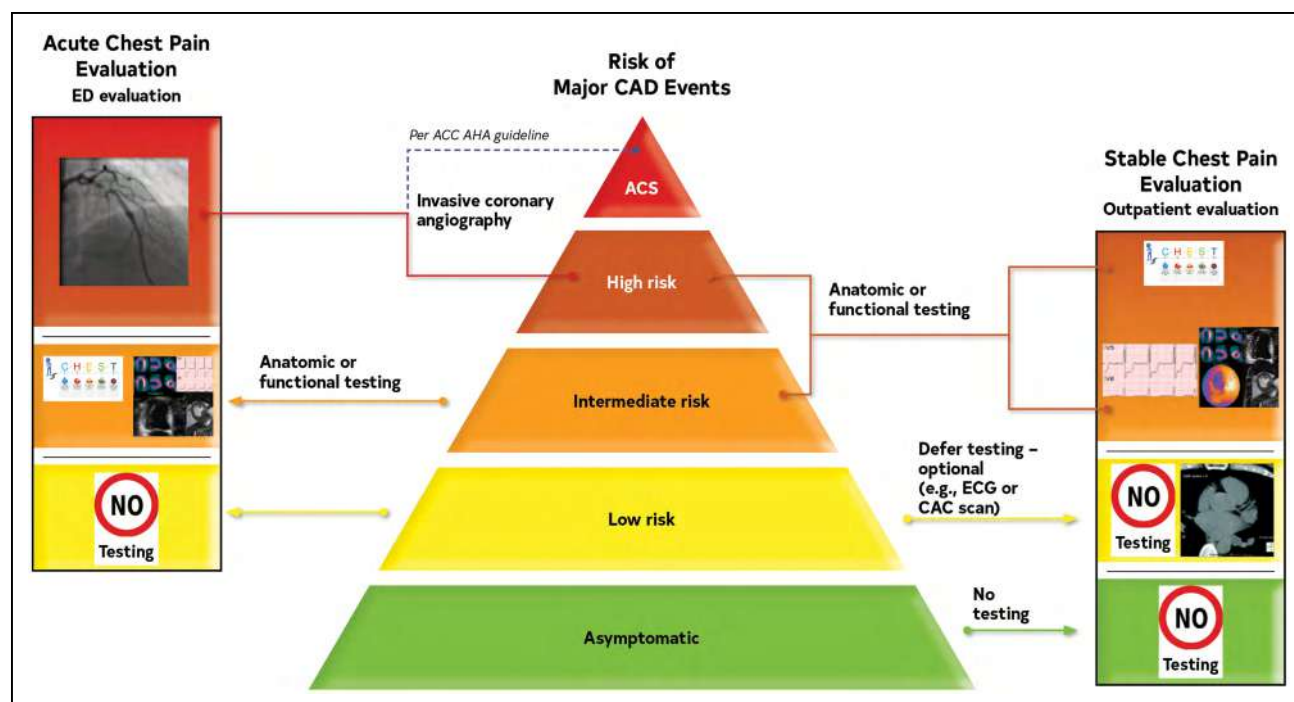 Acute Chest Pain
Evaluation
ED evaluation
Risk of
Major CAD Events
Per ACC AHA guideline
Invasive coronary
angiography
ACS
Stable Chest Pain
Evaluation
Outpatient evaluation
C H E S T
High risk
Anatomic or
functional testing
C H E S T
Anatomic or
functional testing
Intermediate risk
V5
Defer testing –
optional
(e.g., ECG or
CAC scan)
NO
Testing
Low risk
NO
Testing
No
testing
Asymptomatic
NO
Testing